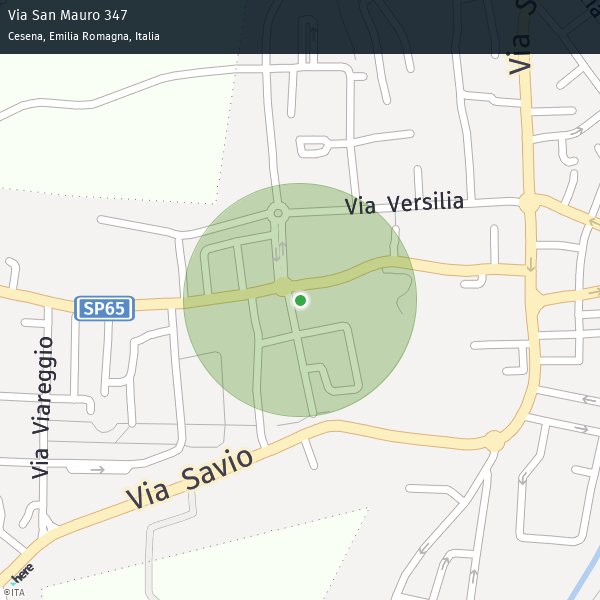 Via San Mauro 347
Cesena, Emilia Romagna, Italia
Via S
Via Versilia
SP65
Via Viareggio
Via Savio
here
©ITA